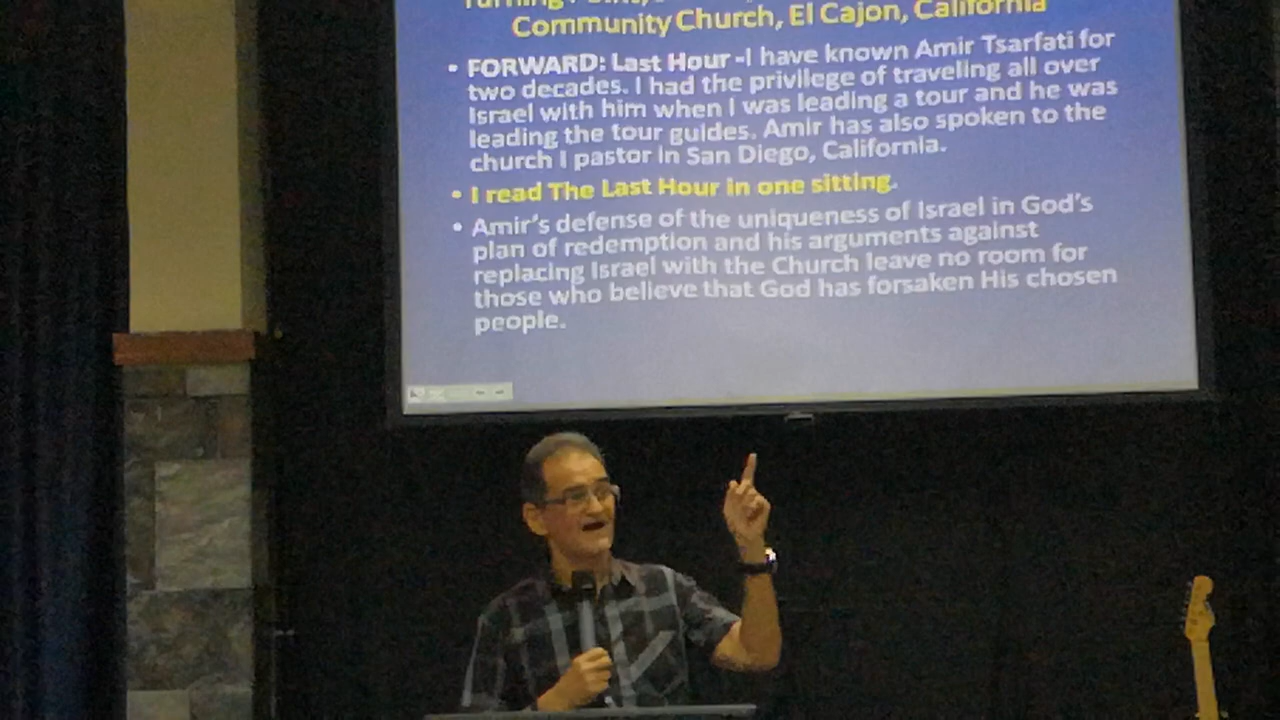 Turning Point,
Community Church, El Cajon, California
• FORWARD: Last Hour -I have known Amir Tsarfati for
two decades. I had the privilege of traveling all over
Israel with him when I was leading a tour and he was
leading the tour guides. Amir has also spoken to the
church I pastor in San Diego, California.
• I read The Last Hour in one sitting.
• Amir's defense of the uniqueness of Israel in God's
plan of redemption and his arguments against
replacing Israel with the Church leave no room for
those who believe that God has forsaken His chosen
people.